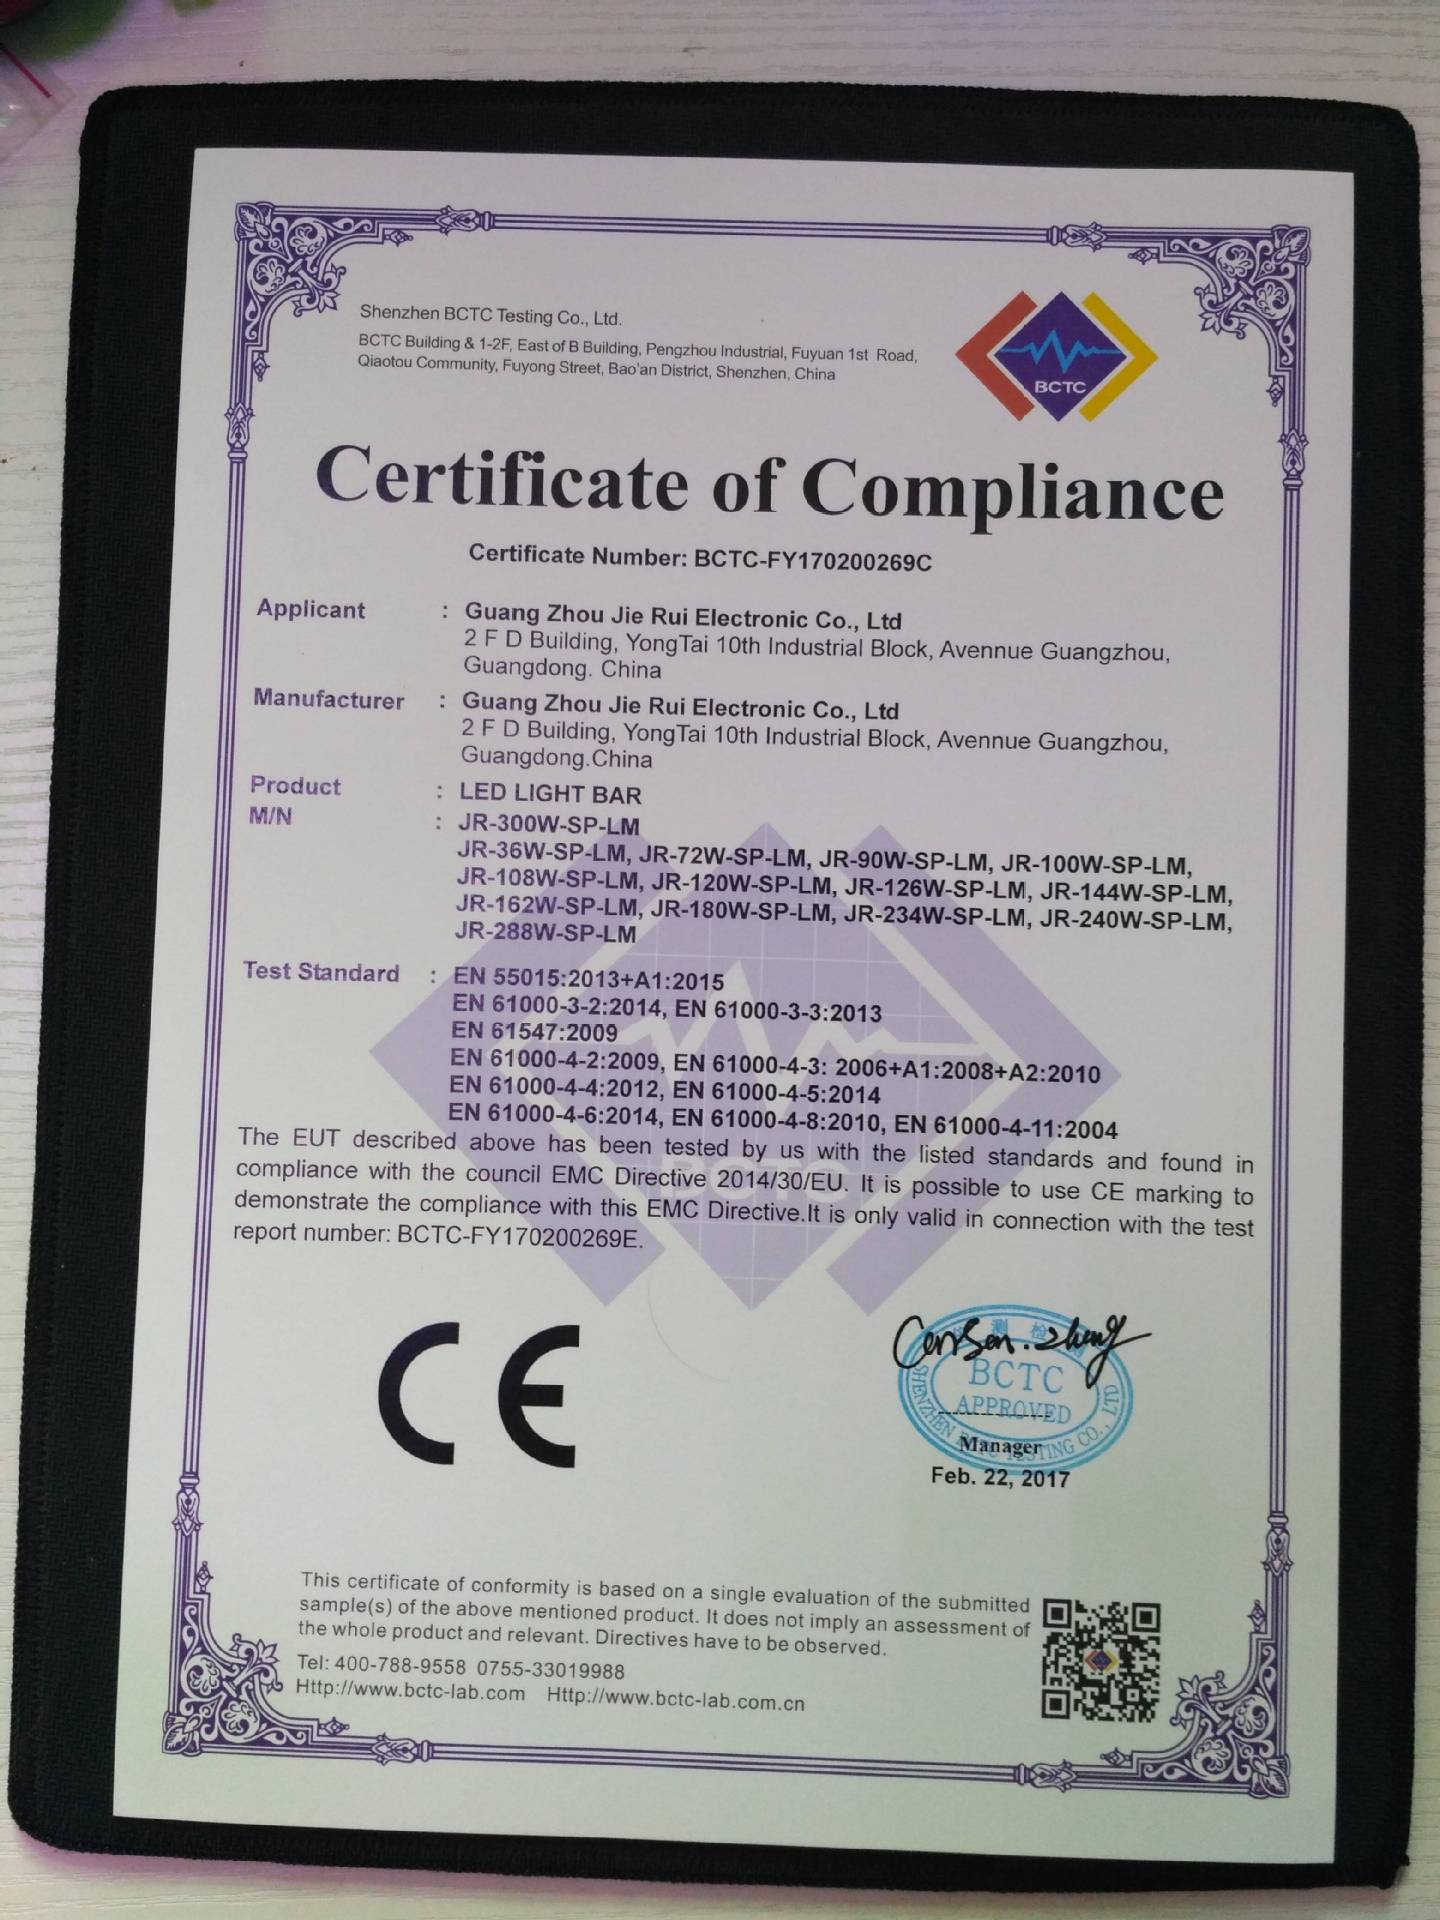 Shenzhen BCTC Testing Co., Ltd.
BCTC Building & 1-2F, East of B Building, Pengzhou Industrial, Fuyuan 1st Road,
Qiaotou Community, Fuyong Street, Bao'an District, Shenzhen, China
BCTC
Certificate of Compliance
Certificate Number: BCTC-FY170200269C
Applicant : Guang Zhou Jie Rui Electronic Co., Ltd
2 F D Building, YongTai 10th Industrial Block, Avennue Guangzhou,
Guangdong. China
Manufacturer : Guang Zhou Jie Rui Electronic Co., Ltd
2 F D Building, YongTai 10th Industrial Block, Avennue Guangzhou,
Guangdong.China
Product : LED LIGHT BAR
M/N : JR-300W-SP-LM
JR-36W-SP-LM, JR-72W-SP-LM, JR-90W-SP-LM, JR-100W-SP-LM,
JR-108W-SP-LM, JR-120W-SP-LM, JR-126W-SP-LM, JR-144W-SP-LM,
JR-162W-SP-LM, JR-180W-SP-LM, JR-234W-SP-LM, JR-240W-SP-LM,
JR-288W-SP-LM
Test Standard : EN 55015:2013+A1:2015
EN 61000-3-2:2014, EN 61000-3-3:2013
EN 61547:2009
EN 61000-4-2:2009, EN 61000-4-3: 2006+A1:2008+A2:2010
EN 61000-4-4:2012, EN 61000-4-5:2014
EN 61000-4-6:2014, EN 61000-4-8:2010, EN 61000-4-11:2004
The EUT described above has been tested by us with the listed standards and found in
compliance with the council EMC Directive 2014/30/EU. It is possible to use CE marking to
demonstrate the compliance with this EMC Directive.It is only valid in connection with the test
report number: BCTC-FY170200269E.
BCTC
CE
测 检
Censen.zheng
BCTC
APPROVED
SHENZHEN BCTC TESTING CO., LTD
Manager
Feb. 22, 2017
This certificate of conformity is based on a single evaluation of the submitted
sample(s) of the above mentioned product. It does not imply an assessment of
the whole product and relevant. Directives have to be observed.
Tel: 400-788-9558 0755-33019988
Http://www.bctc-lab.com Http://www.bctc-lab.com.cn